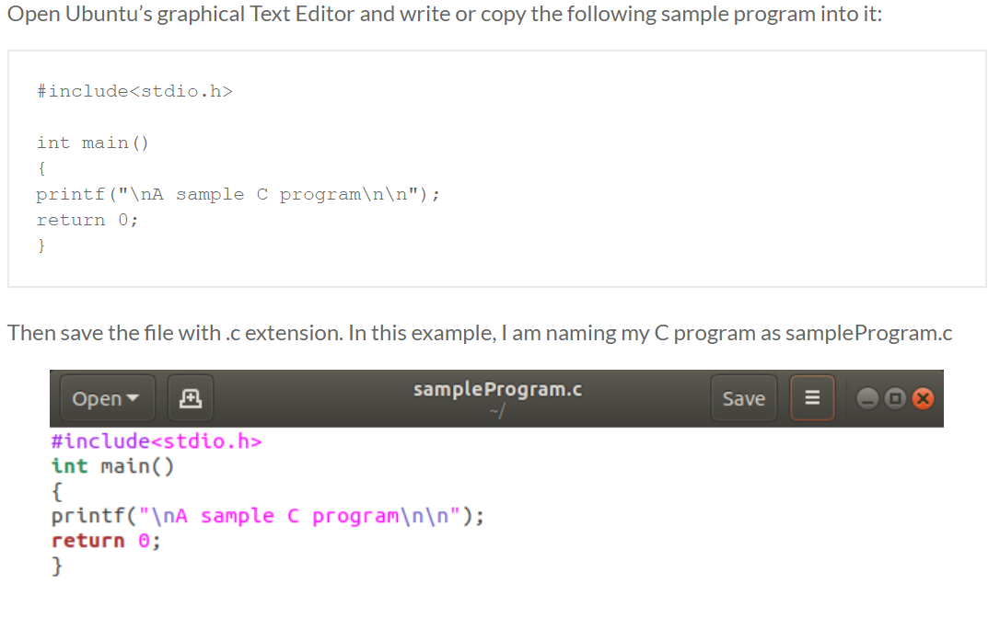 Open Ubuntu’s graphical Text Editor and write or copy the following sample program into it:
#include<stdio.h>
int main()
{
printf("\nA sample C program\n\n");
return 0;
}
Then save the file with .c extension. In this example, I am naming my C program as sampleProgram.c
Open sampleProgram.c Save
~/
#include<stdio.h>
int main()
{
printf("\nA sample C program\n\n");
return 0;
}